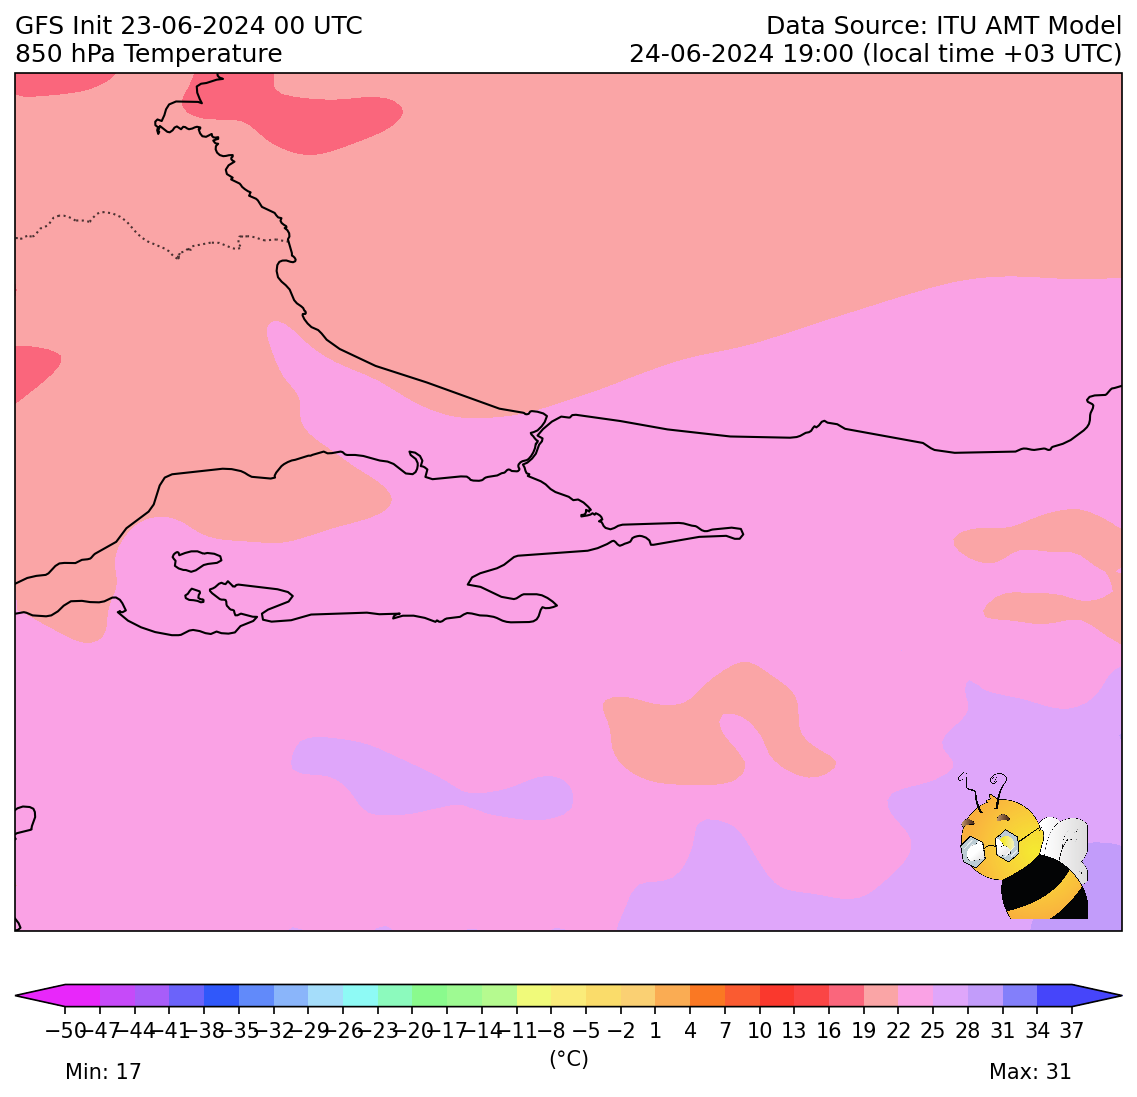 GFS Init 23-06-2024 00 UTC
Data Source: ITU AMT Model
850 hPa Temperature
24-06-2024 19:00 (local time +03 UTC)
−50 −47 −44 −41 −38 −35 −32 −29 −26 −23 −20 −17 −14 −11 −8 −5 −2 1 4 7 10 13 16 19 22 25 28 31 34 37
(°C)
Min: 17
Max: 31